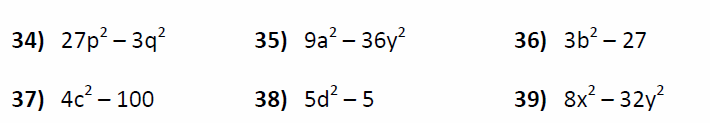 34) 27p² – 3q² 35) 9a² – 36y² 36) 3b² – 27
37) 4c² – 100 38) 5d² – 5 39) 8x² – 32y²